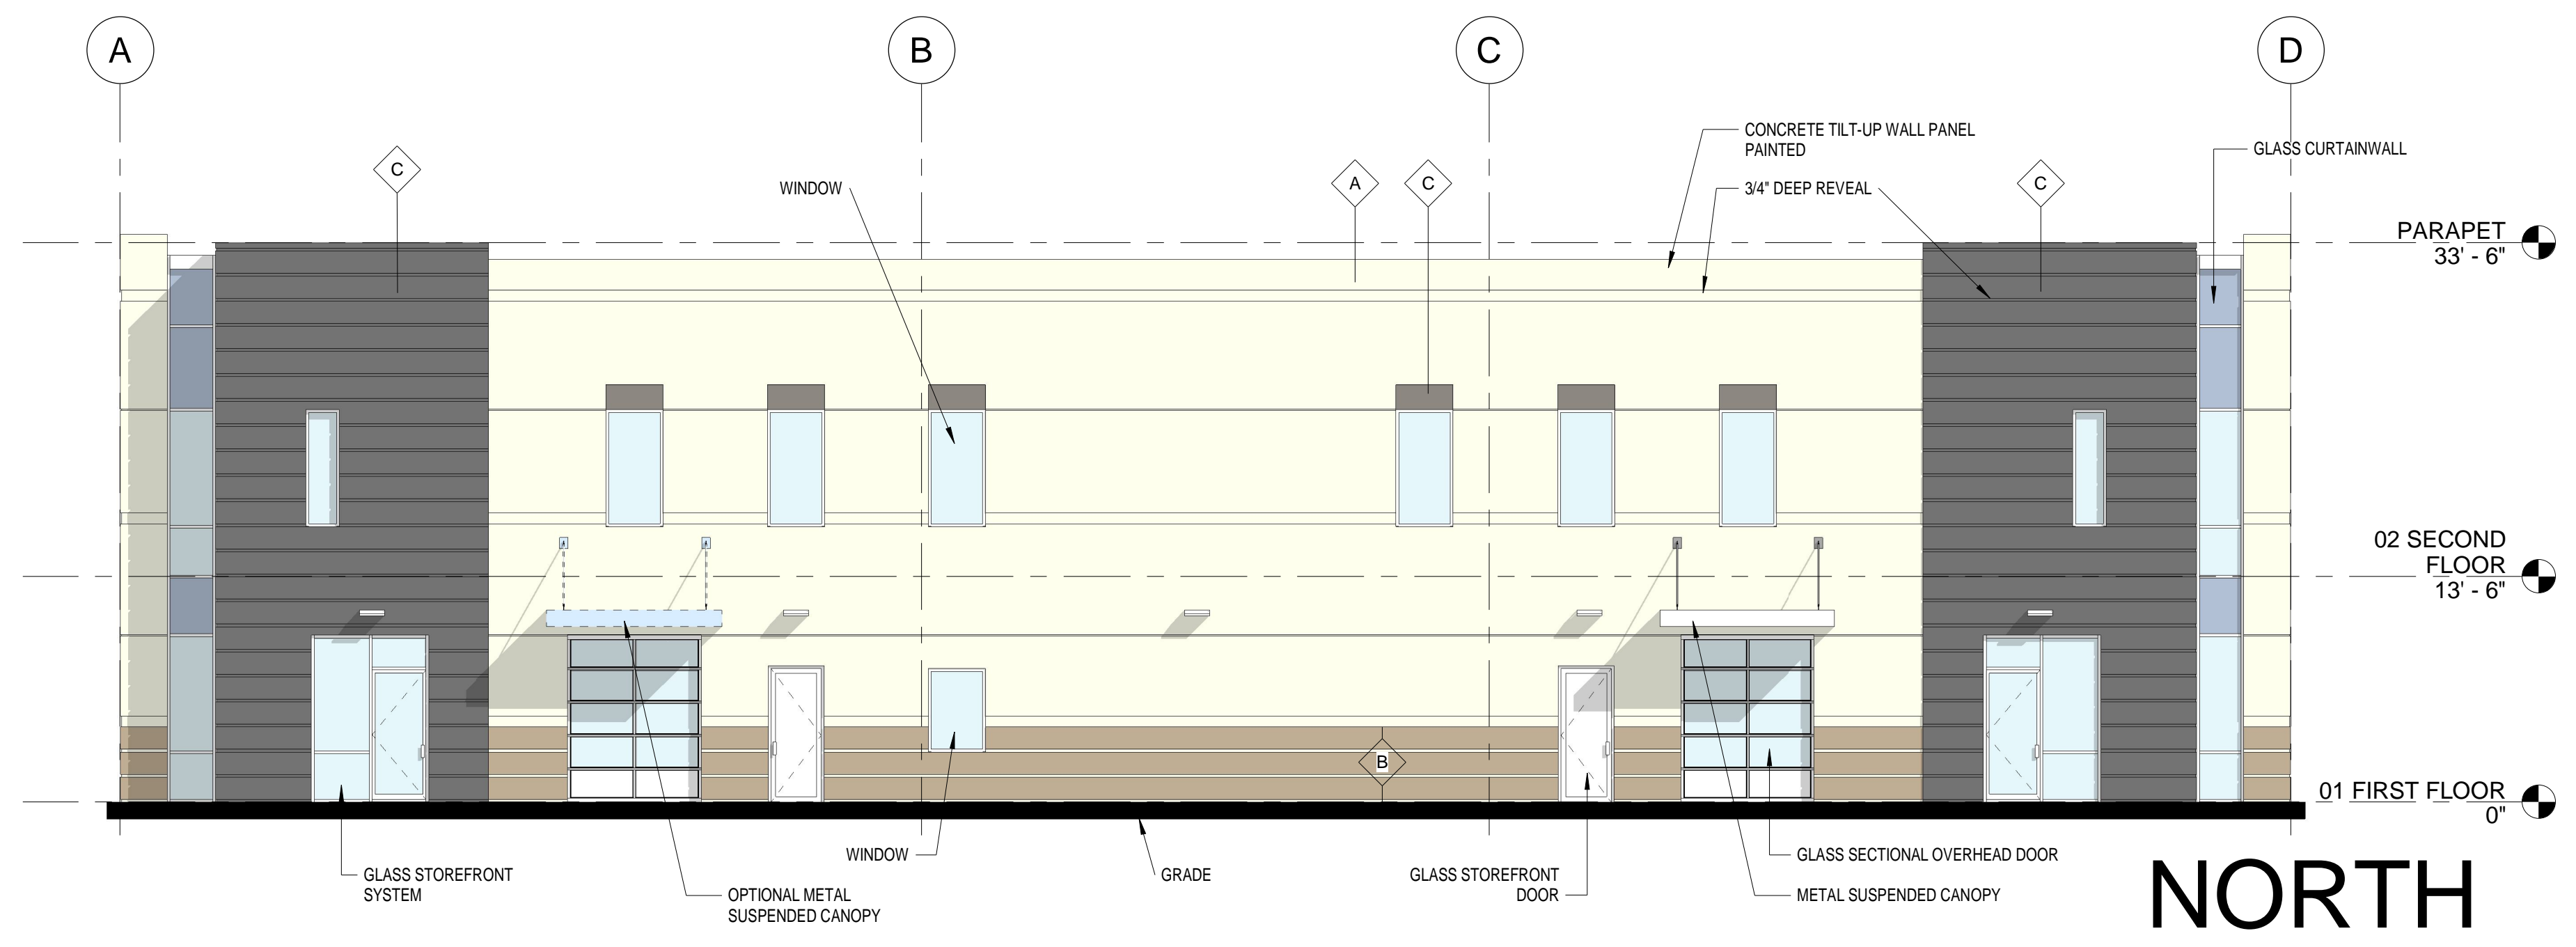 A
B
C
D
CONCRETE TILT-UP WALL PANEL
PAINTED
GLASS CURTAINWALL
C
WINDOW
A
C
3/4" DEEP REVEAL
C
PARAPET
33' - 6"
02 SECOND
FLOOR
13' - 6"
B
01 FIRST FLOOR
0"
WINDOW
GLASS SECTIONAL OVERHEAD DOOR
GLASS STOREFRONT
SYSTEM
GRADE
GLASS STOREFRONT
DOOR
OPTIONAL METAL
SUSPENDED CANOPY
METAL SUSPENDED CANOPY
NORTH